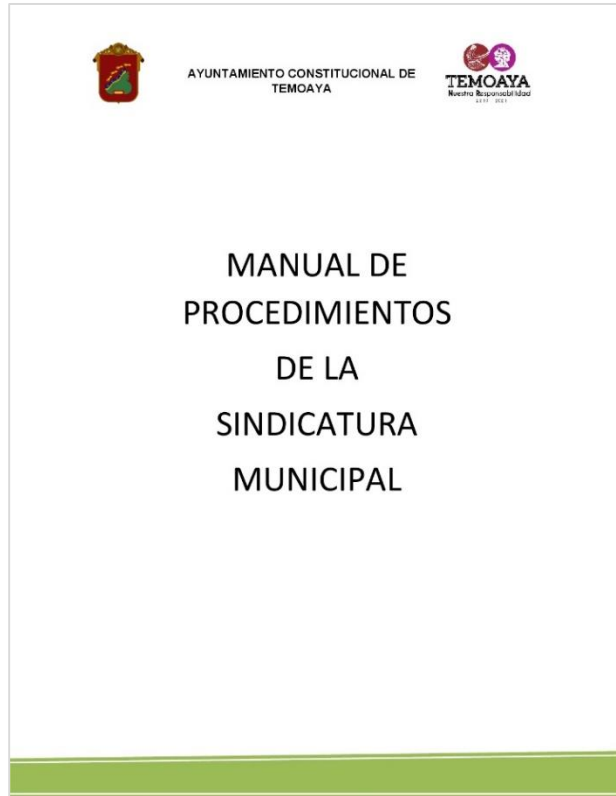 AYUNTAMIENTO CONSTITUCIONAL DE
TEMOAYA
TEMOAYA
Nuestra Responsabilidad
MANUAL DE
PROCEDIMIENTOS
DE LA
SINDICATURA
MUNICIPAL